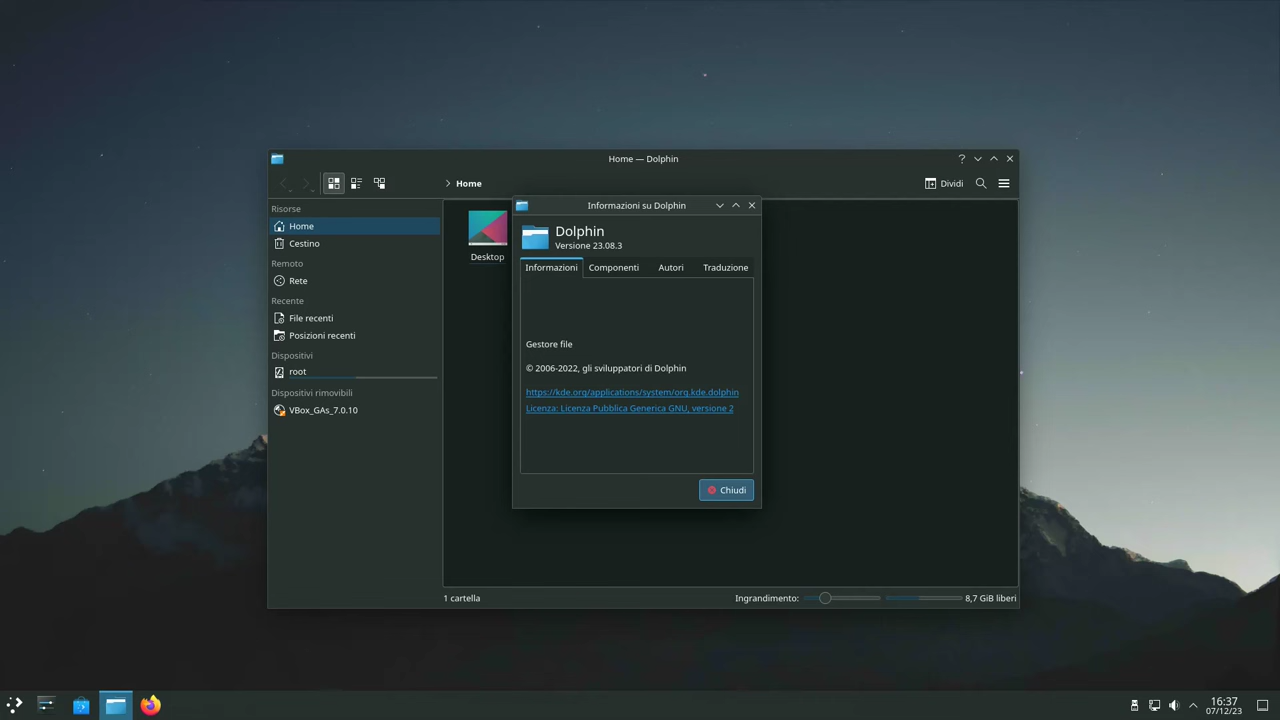 Home — Dolphin
Home
Dividi
Risorse
Home
Cestino
Remoto
Rete
Recente
File recenti
Posizioni recenti
Dispositivi
root
Dispositivi rimovibili
VBox_GAs_7.0.10
Desktop
Informazioni su Dolphin
Dolphin
Versione 23.08.3
Informazioni Componenti Autori Traduzione
Gestore file
© 2006-2022, gli sviluppatori di Dolphin
https://kde.org/applications/system/org.kde.dolphin
Licenza: Licenza Pubblica Generica GNU, versione 2
Chiudi
1 cartella
Ingrandimento:
8,7 GiB liberi
16:37
07/12/23